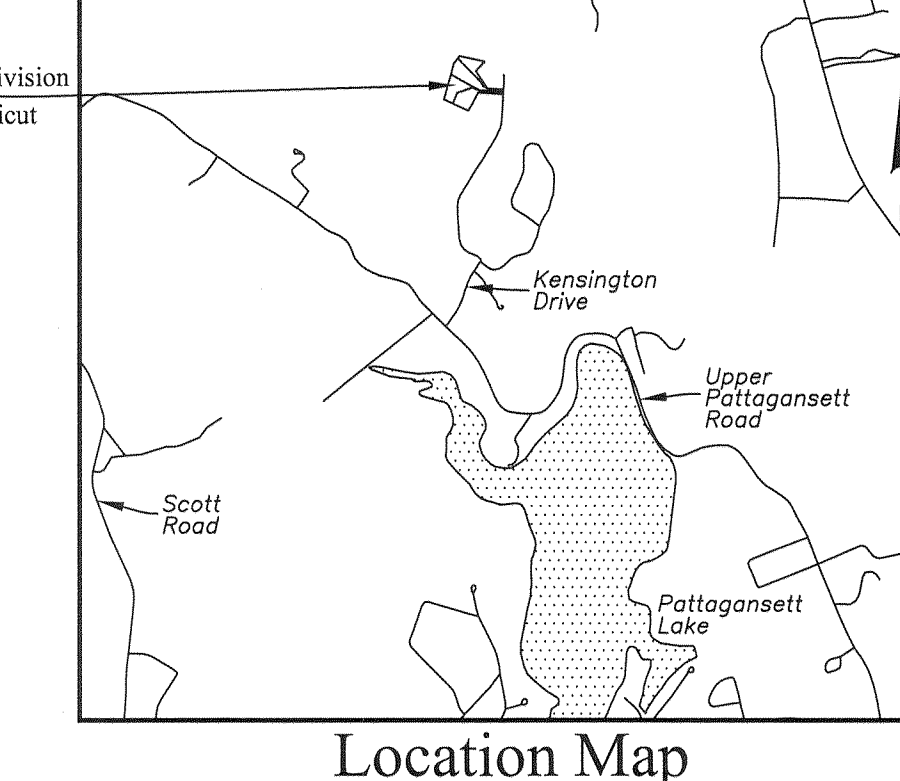 ivision
icut
Kensington
Drive
Upper
Pattagansett
Road
Scott
Road
Pattagansett
Lake
Location Map